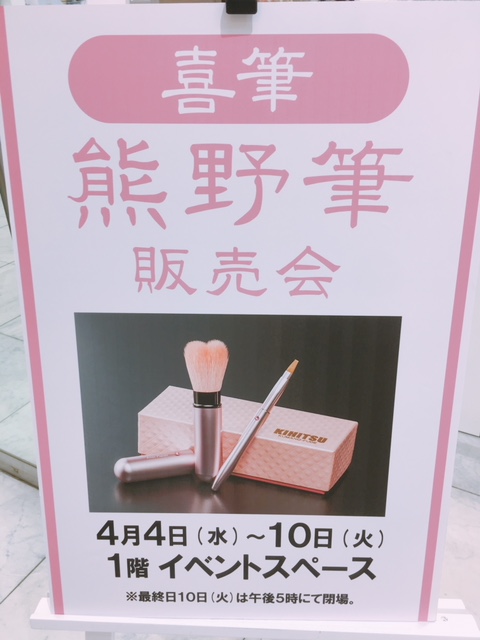 喜筆
熊野筆
販売会
KIHITSU
4月4日(水)~10日(火)
1階 イベントスペース
※最終日10日(火)は午後5時にて閉場。